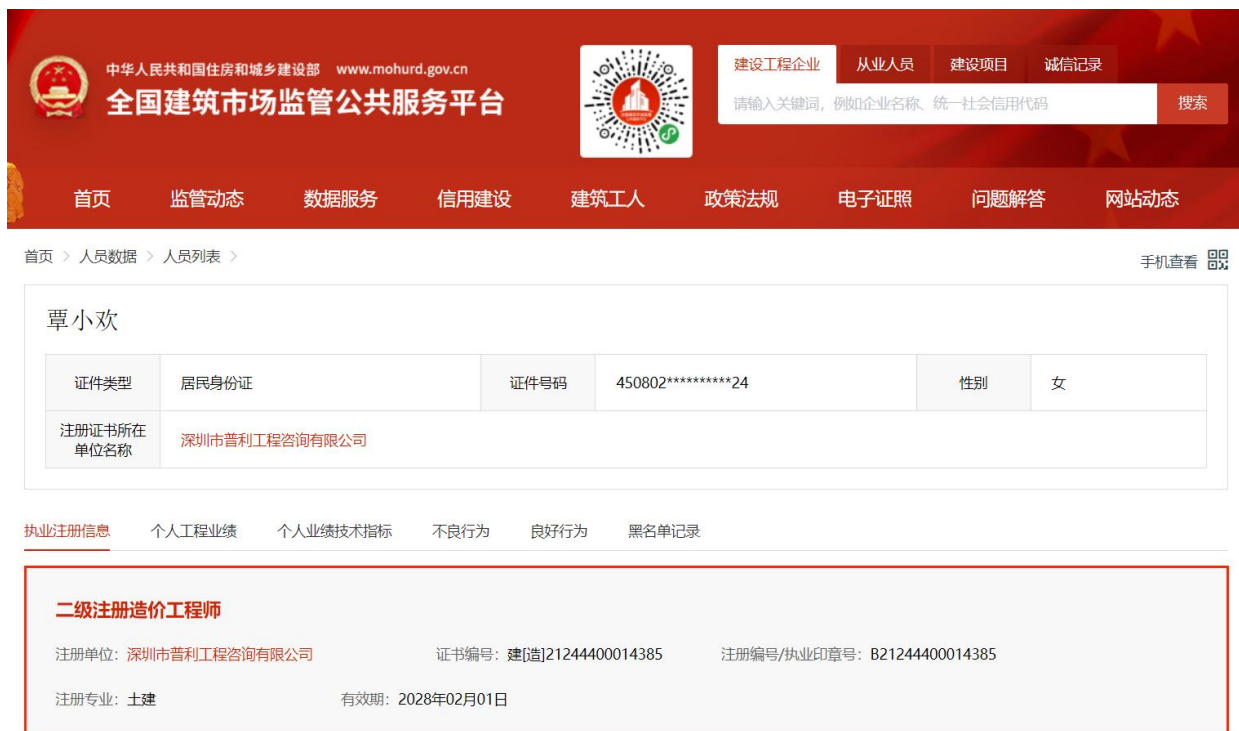 中华人民共和国住房和城乡建设部 www.mohurd.gov.cn
全国建筑市场监管公共服务平台
建设工程企业 从业人员 建设项目 诚信记录
请输入关键词，例如企业名称、统一社会信用代码 搜索
首页 监管动态 数据服务 信用建设 建筑工人 政策法规 电子证照 问题解答 网站动态
首页 > 人员数据 > 人员列表 >
手机查看
覃小欢
证件类型 居民身份证 证件号码 450802**********24 性别 女
注册证书所在
单位名称
深圳市普利工程咨询有限公司
执业注册信息 个人工程业绩 个人业绩技术指标 不良行为 良好行为 黑名单记录
二级注册造价工程师
注册单位：深圳市普利工程咨询有限公司 证书编号：建[造]21244400014385 注册编号/执业印章号：B21244400014385
注册专业：土建 有效期：2028年02月01日